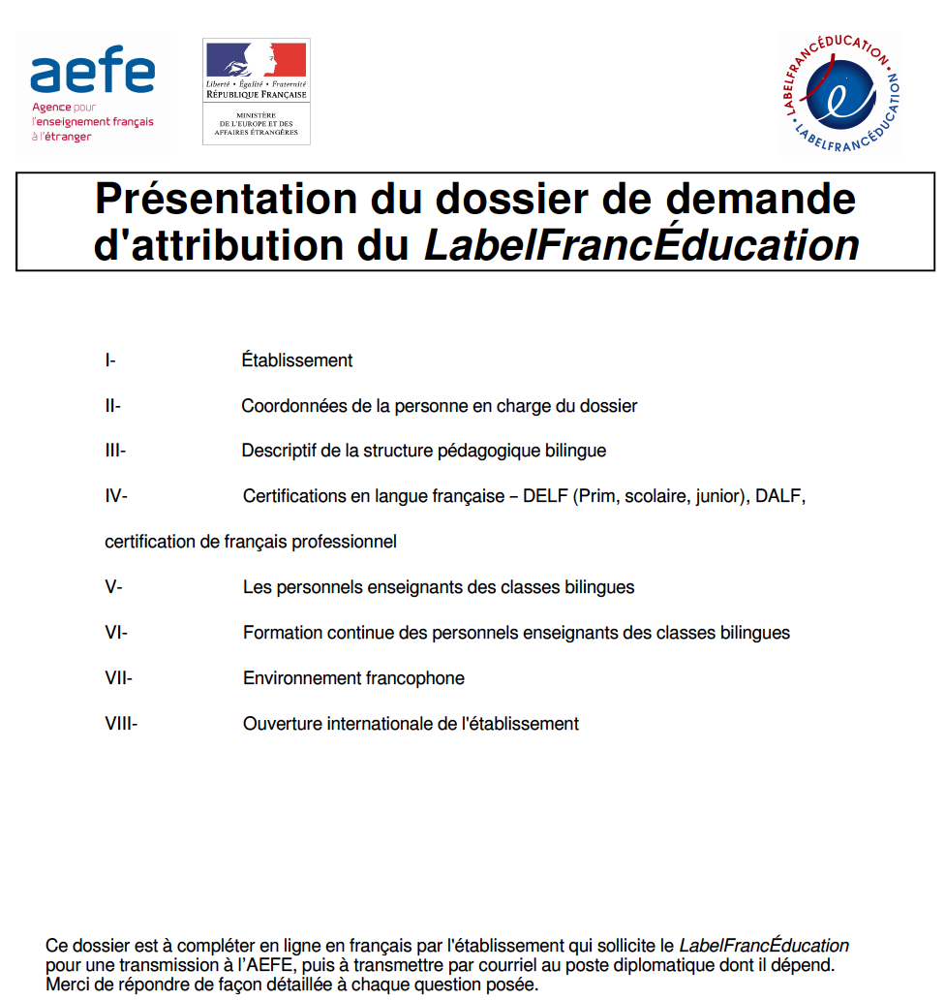 aefe
Agence pour
l'enseignement français
à l'étranger
Liberté • Égalité • Fraternité
RÉPUBLIQUE FRANÇAISE
MINISTÈRE
DE L'EUROPE ET DES
AFFAIRES ÉTRANGÈRES
LABELFRANCÉDUCATION • LABELFRANCÉDUCATION •
e
Présentation du dossier de demande
d'attribution du LabelFrancÉducation
I- Établissement
II- Coordonnées de la personne en charge du dossier
III- Descriptif de la structure pédagogique bilingue
IV- Certifications en langue française – DELF (Prim, scolaire, junior), DALF,
certification de français professionnel
V- Les personnels enseignants des classes bilingues
VI- Formation continue des personnels enseignants des classes bilingues
VII- Environnement francophone
VIII- Ouverture internationale de l'établissement
Ce dossier est à compléter en ligne en français par l'établissement qui sollicite le LabelFrancÉducation
pour une transmission à l'AEFE, puis à transmettre par courriel au poste diplomatique dont il dépend.
Merci de répondre de façon détaillée à chaque question posée.